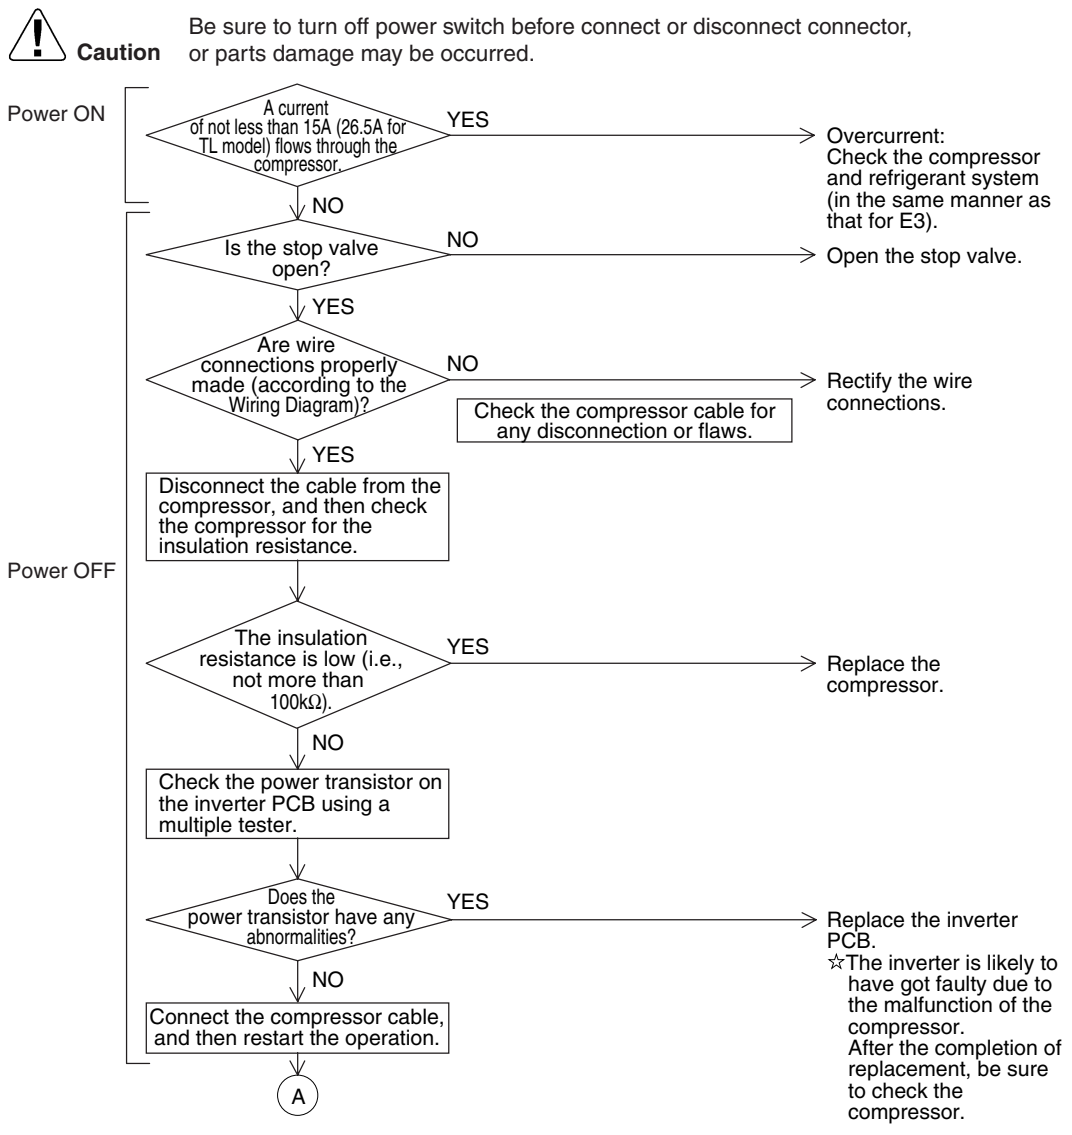 Be sure to turn off power switch before connect or disconnect connector,
Caution
or parts damage may be occurred.
Power ON
A current
of not less than 15A (26.5A for
TL model) flows through the
compressor.
YES
Overcurrent:
Check the compressor
and refrigerant system
(in the same manner as
that for E3).
NO
Is the stop valve
open?
NO
Open the stop valve.
YES
Are wire
connections properly
made (according to the
Wiring Diagram)?
NO
Rectify the wire
connections.
Check the compressor cable for
any disconnection or flaws.
YES
Disconnect the cable from the
compressor, and then check
the compressor for the
insulation resistance.
Power OFF
The insulation
resistance is low (i.e.,
not more than
100kΩ).
YES
Replace the
compressor.
NO
Check the power transistor on
the inverter PCB using a
multiple tester.
Does the
power transistor have any
abnormalities?
YES
Replace the inverter
PCB.
☆The inverter is likely to
have got faulty due to
the malfunction of the
compressor.
After the completion of
replacement, be sure
to check the
compressor.
NO
Connect the compressor cable,
and then restart the operation.
A